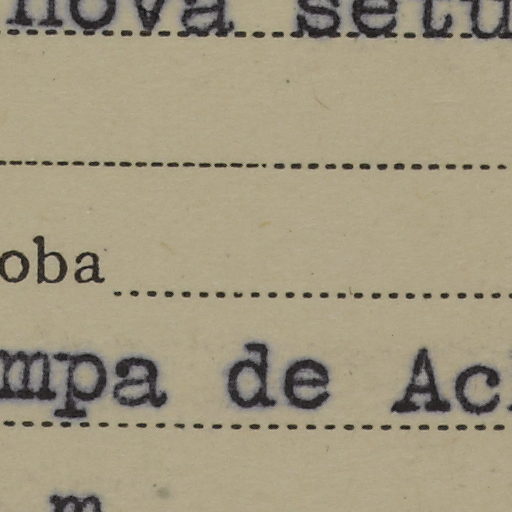 nova setu
oba
mpa de Ac
m